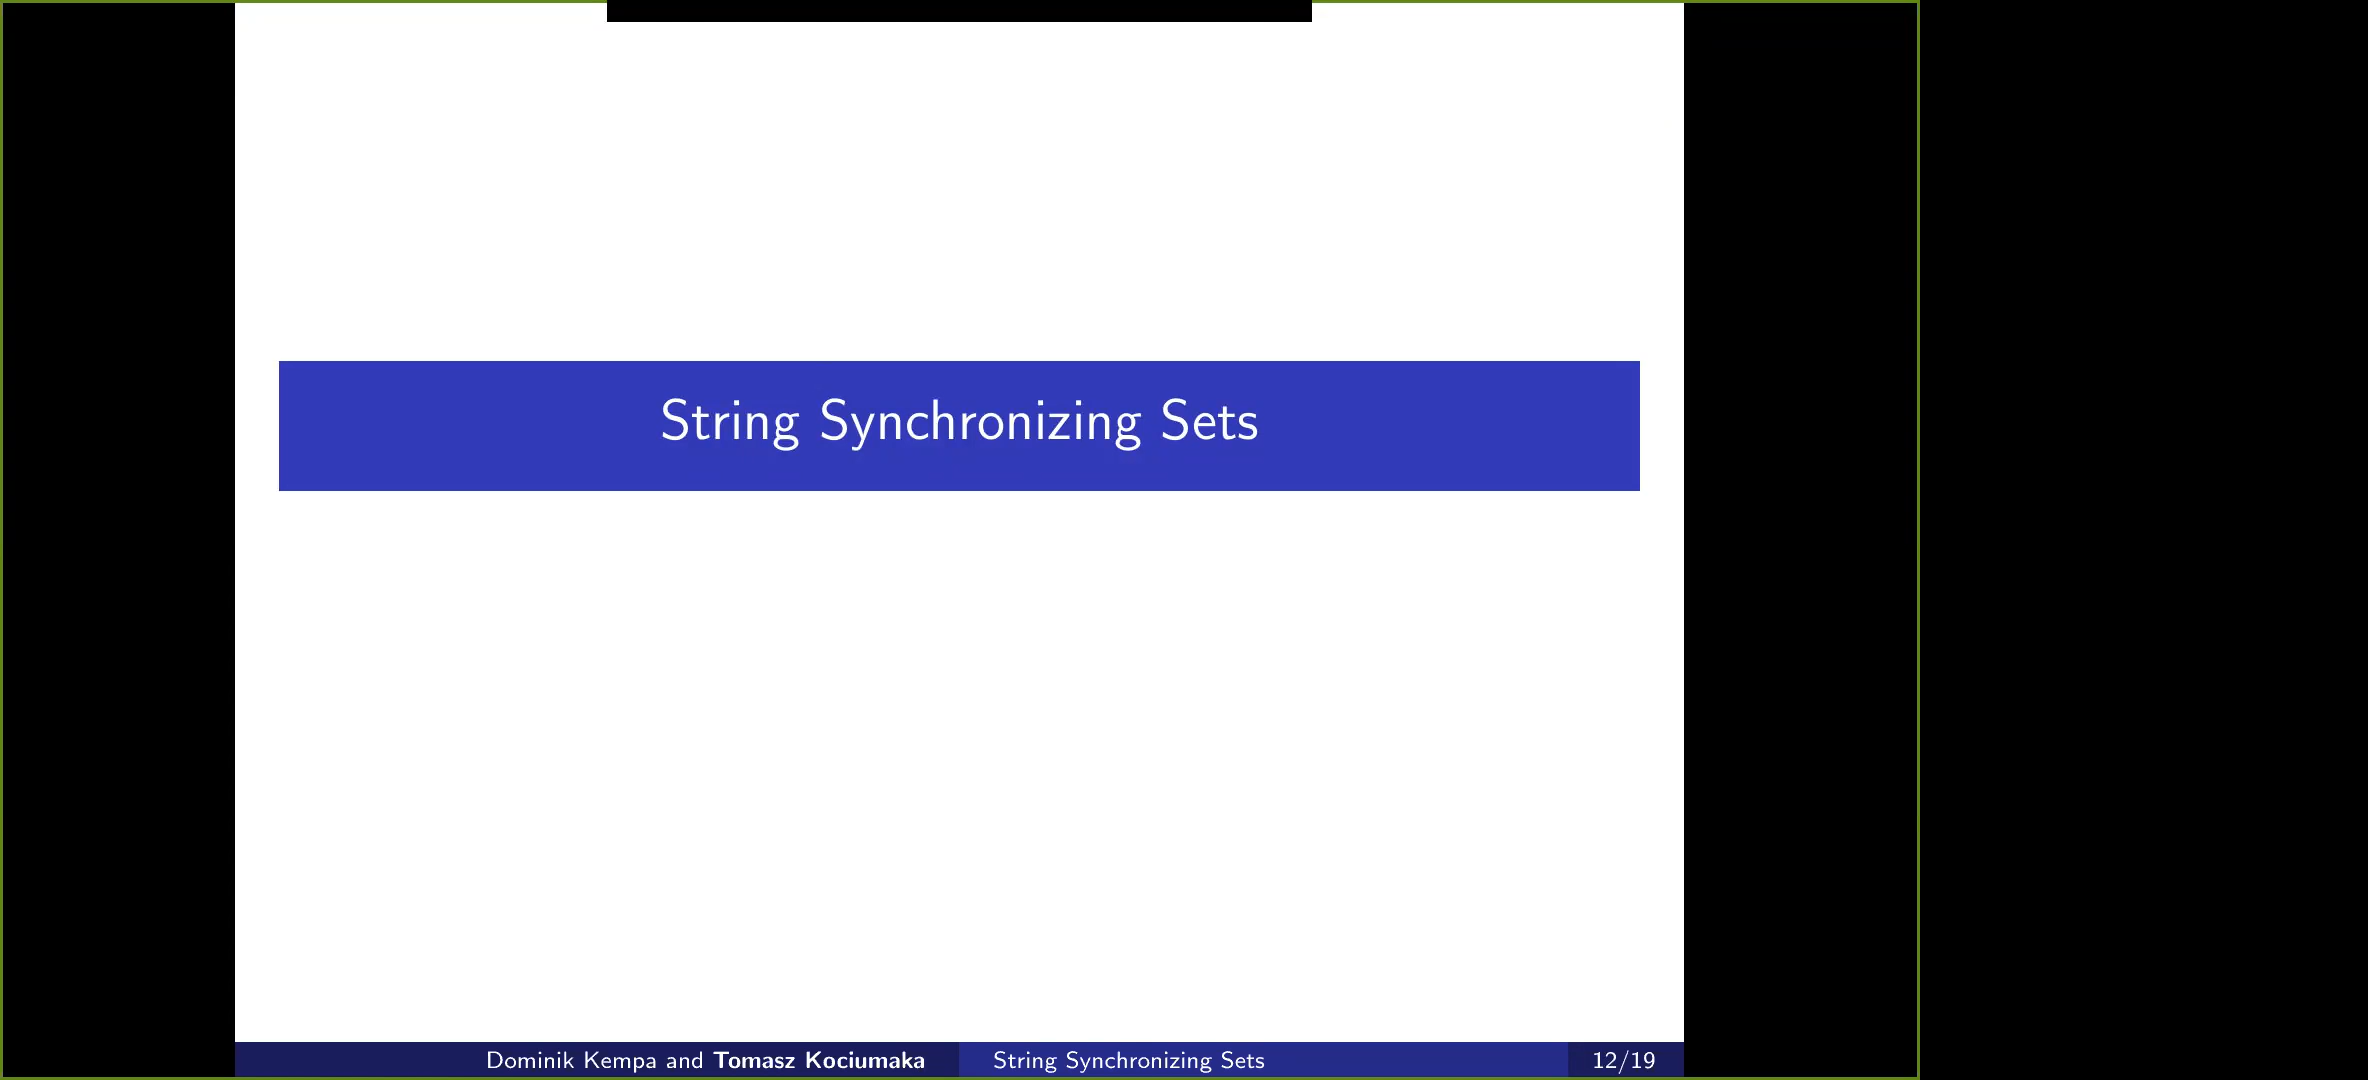 String Synchronizing Sets
Dominik Kempa and Tomasz Kociumaka String Synchronizing Sets 12/19